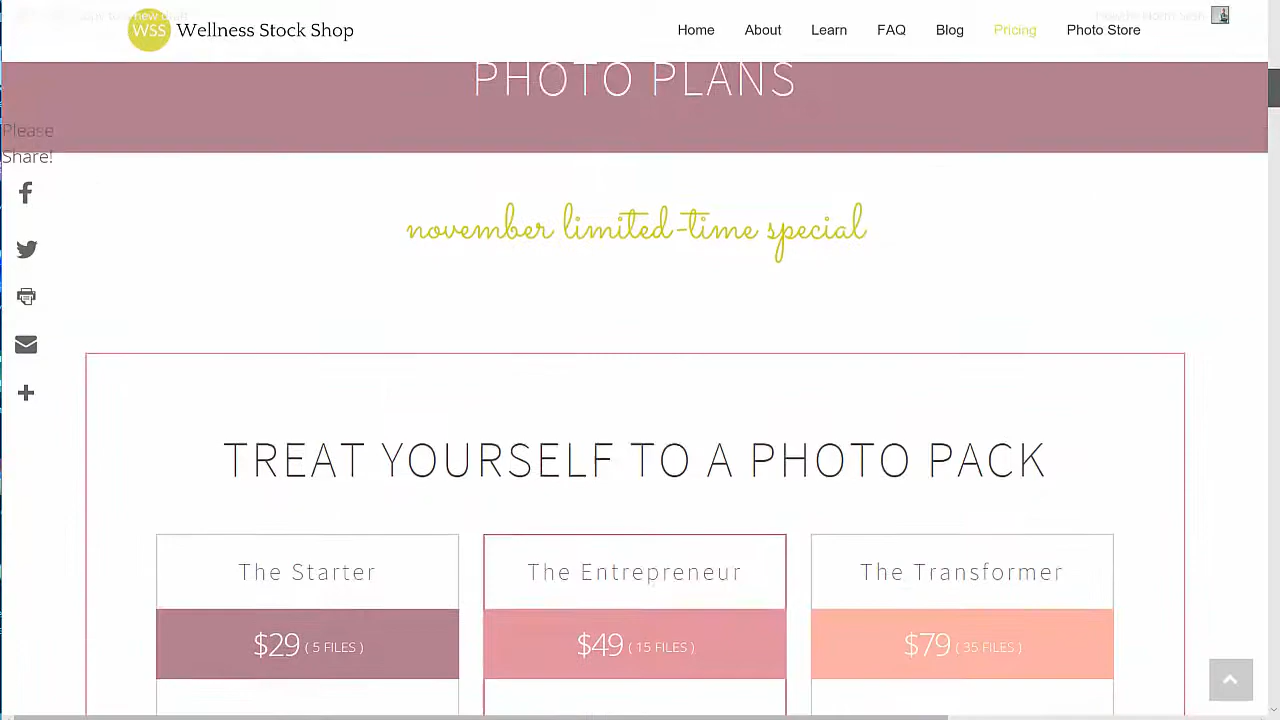 WSS Wellness Stock Shop
Home About Learn FAQ Blog Pricing Photo Store
PHOTO PLANS
Please
Share!
november limited-time special
TREAT YOURSELF TO A PHOTO PACK
The Starter The Entrepreneur The Transformer
$29 ( 5 FILES ) $49 ( 15 FILES ) $79 ( 35 FILES )